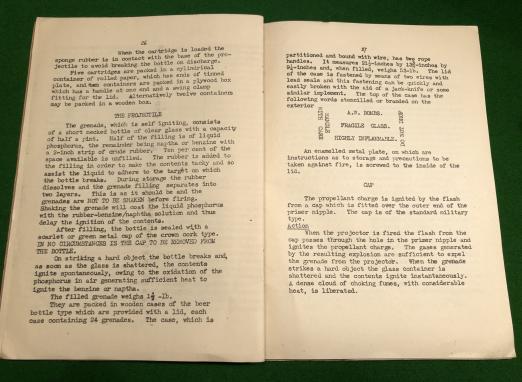 26
When the cartridge is loaded the
sponge rubber is in contact with the base of the pro-
jectile to avoid breaking the bottle on discharge.
Five cartridges are packed in a cylindrical
container of rolled paper, which has ends of tinned
plate, and ten containers are packed in a plywood box
which has a handle at one end and a swing clamp
fitting for the lid. Alternatively twelve containers
may be packed in a wooden box.
THE PROJECTILE
The grenade, which is self igniting, consists
of a short necked bottle of clear glass with a capacity
of half a pint. Half of the filling is of liquid
phosphorus, the remainder being naptha or benzine with
a 2-inch strip of crude rubber. Ten per cent of the
space available is unfilled. The rubber is added to
the filling in order to make the contents tacky and so
assist the liquid to adhere to the target on which
the bottle breaks. During storage the rubber
dissolves and the grenade filling separates into
two layers. This is as it should be and the
grenades are NOT TO BE SHAKEN before firing.
Shaking the grenade will coat the liquid phosphorus
with the rubber-benzine/naptha solution and thus
delay the ignition of the contents.
After filling, the bottle is sealed with a
scarlet or green metal cap of the crown cork type.
IN NO CIRCUMSTANCES IS THE CAP TO BE REMOVED FROM
THE BOTTLE.
On striking a hard object the bottle breaks and,
as soon as the glass is shattered, the contents
ignite spontaneously, owing to the oxidation of the
phosphorus in air generating sufficient heat to
ignite the benzine or naptha.
The filled grenade weighs 1½ -lb.
They are packed in wooden cases of the beer
bottle type which are provided with a lid, each
case containing 24 grenades. The case, which is
27
partitioned and bound with wire, has two rope
handles. It measures by
and, when filled, weighs The lid
of the case is fastened by means of two wires with
lead seals and this fastening can be quickly and
easily broken with the aid of a jack-knife or some
similar implement. The top of the case has the
following words stencilled or branded on the
exterior
A.W. BOMBS.
FRAGILE GLASS.
HIGHLY INFLAMMABLE.
DO NOT DROP
An enamelled metal plate, on which are
instructions as to storage and precautions to be
taken against fire, is screwed to the inside of the
lid.
CAP
The propellant charge is ignited by the flash
from a cap which is fitted over the outer end of the
primer nipple. The cap is of the standard military
type.
Action
When the projector is fired the flash from the
cap passes through the hole in the primer nipple and
ignites the propellant charge. The gases generated
by the resulting explosion are sufficient to expel
the grenade from the projector. When the grenade
strikes a hard object the glass container is
shattered and the contents ignite instantaneously.
A dense cloud of choking fumes, with considerable
heat, is liberated.